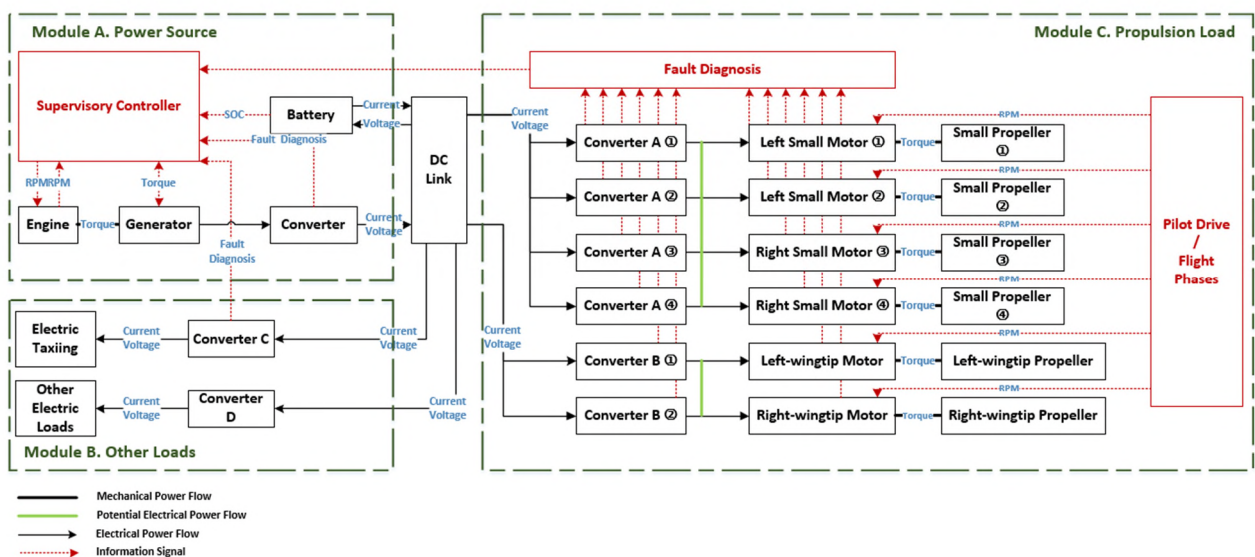 Module A. Power Source
Module C. Propulsion Load
Supervisory Controller
Fault Diagnosis
SOC
Battery
Current
Voltage
Fault Diagnosis
DC
Link
RPM
RPM
Torque
Engine
Torque
Generator
Converter
Current
Voltage
Fault
Diagnosis
Current
Voltage
Converter A ①
Left Small Motor ①
Torque
Small Propeller
①
RPM
Converter A ②
Left Small Motor ②
Torque
Small Propeller
②
RPM
Converter A ③
Right Small Motor ③
Torque
Small Propeller
③
RPM
Converter A ④
Right Small Motor ④
Torque
Small Propeller
④
RPM
Current
Voltage
Converter B ①
Left-wingtip Motor
Torque
Left-wingtip Propeller
RPM
Converter B ②
Right-wingtip Motor
Torque
Right-wingtip Propeller
RPM
Pilot Drive
/
Flight
Phases
Electric
Taxiing
Current
Voltage
Converter C
Current
Voltage
Other
Electric
Loads
Current
Voltage
Converter
D
Current
Voltage
Module B. Other Loads
Mechanical Power Flow
Potential Electrical Power Flow
Electrical Power Flow
Information Signal